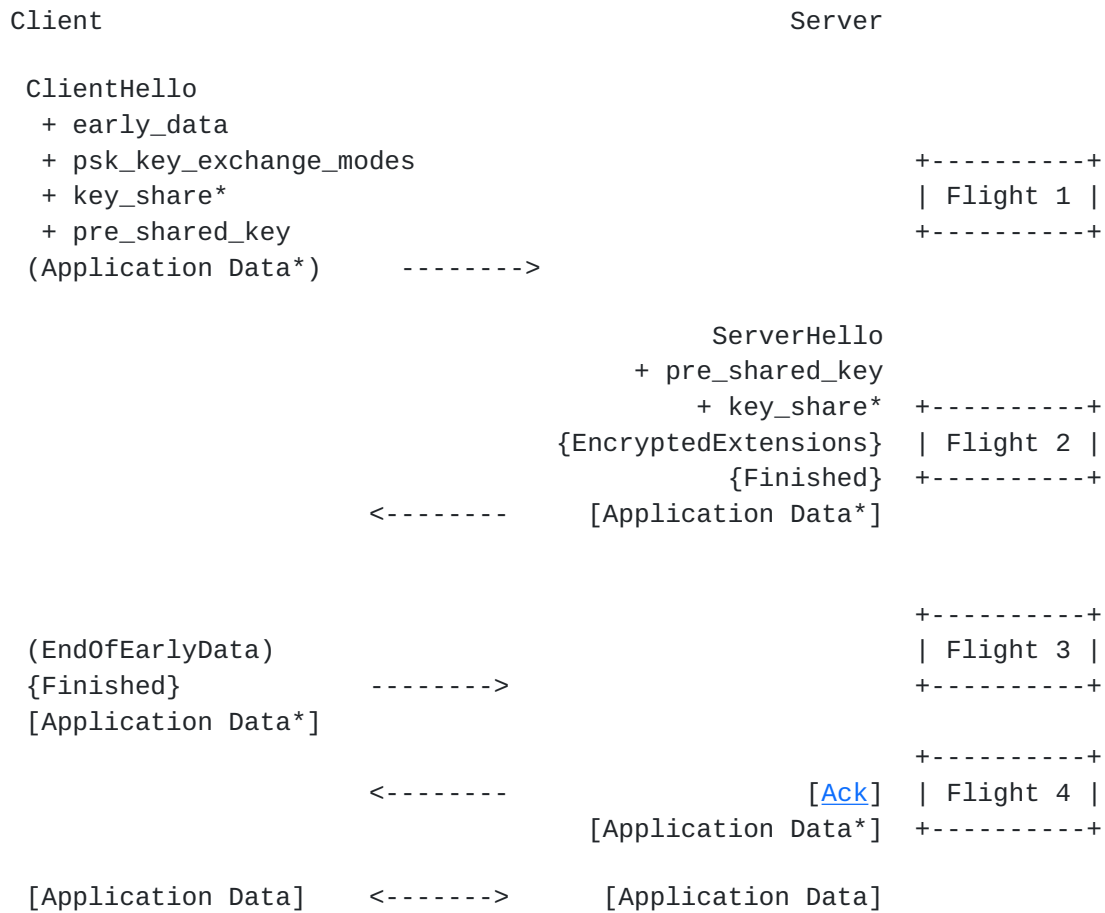 Client                                            Server

 ClientHello
  + early_data
  + psk_key_exchange_modes                                +----------+
  + key_share*                                            | Flight 1 |
  + pre_shared_key                                        +----------+
 (Application Data*)     -------->

                                             ServerHello
                                        + pre_shared_key
                                            + key_share*  +----------+
                                   {EncryptedExtensions}  | Flight 2 |
                                              {Finished}  +----------+
                       <--------     [Application Data*]


                                                          +----------+
 (EndOfEarlyData)                                         | Flight 3 |
 {Finished}            -------->                          +----------+
 [Application Data*]
                                                          +----------+
                       <--------                   [Ack]  | Flight 4 |
                                     [Application Data*]  +----------+

 [Application Data]    <------->      [Application Data]